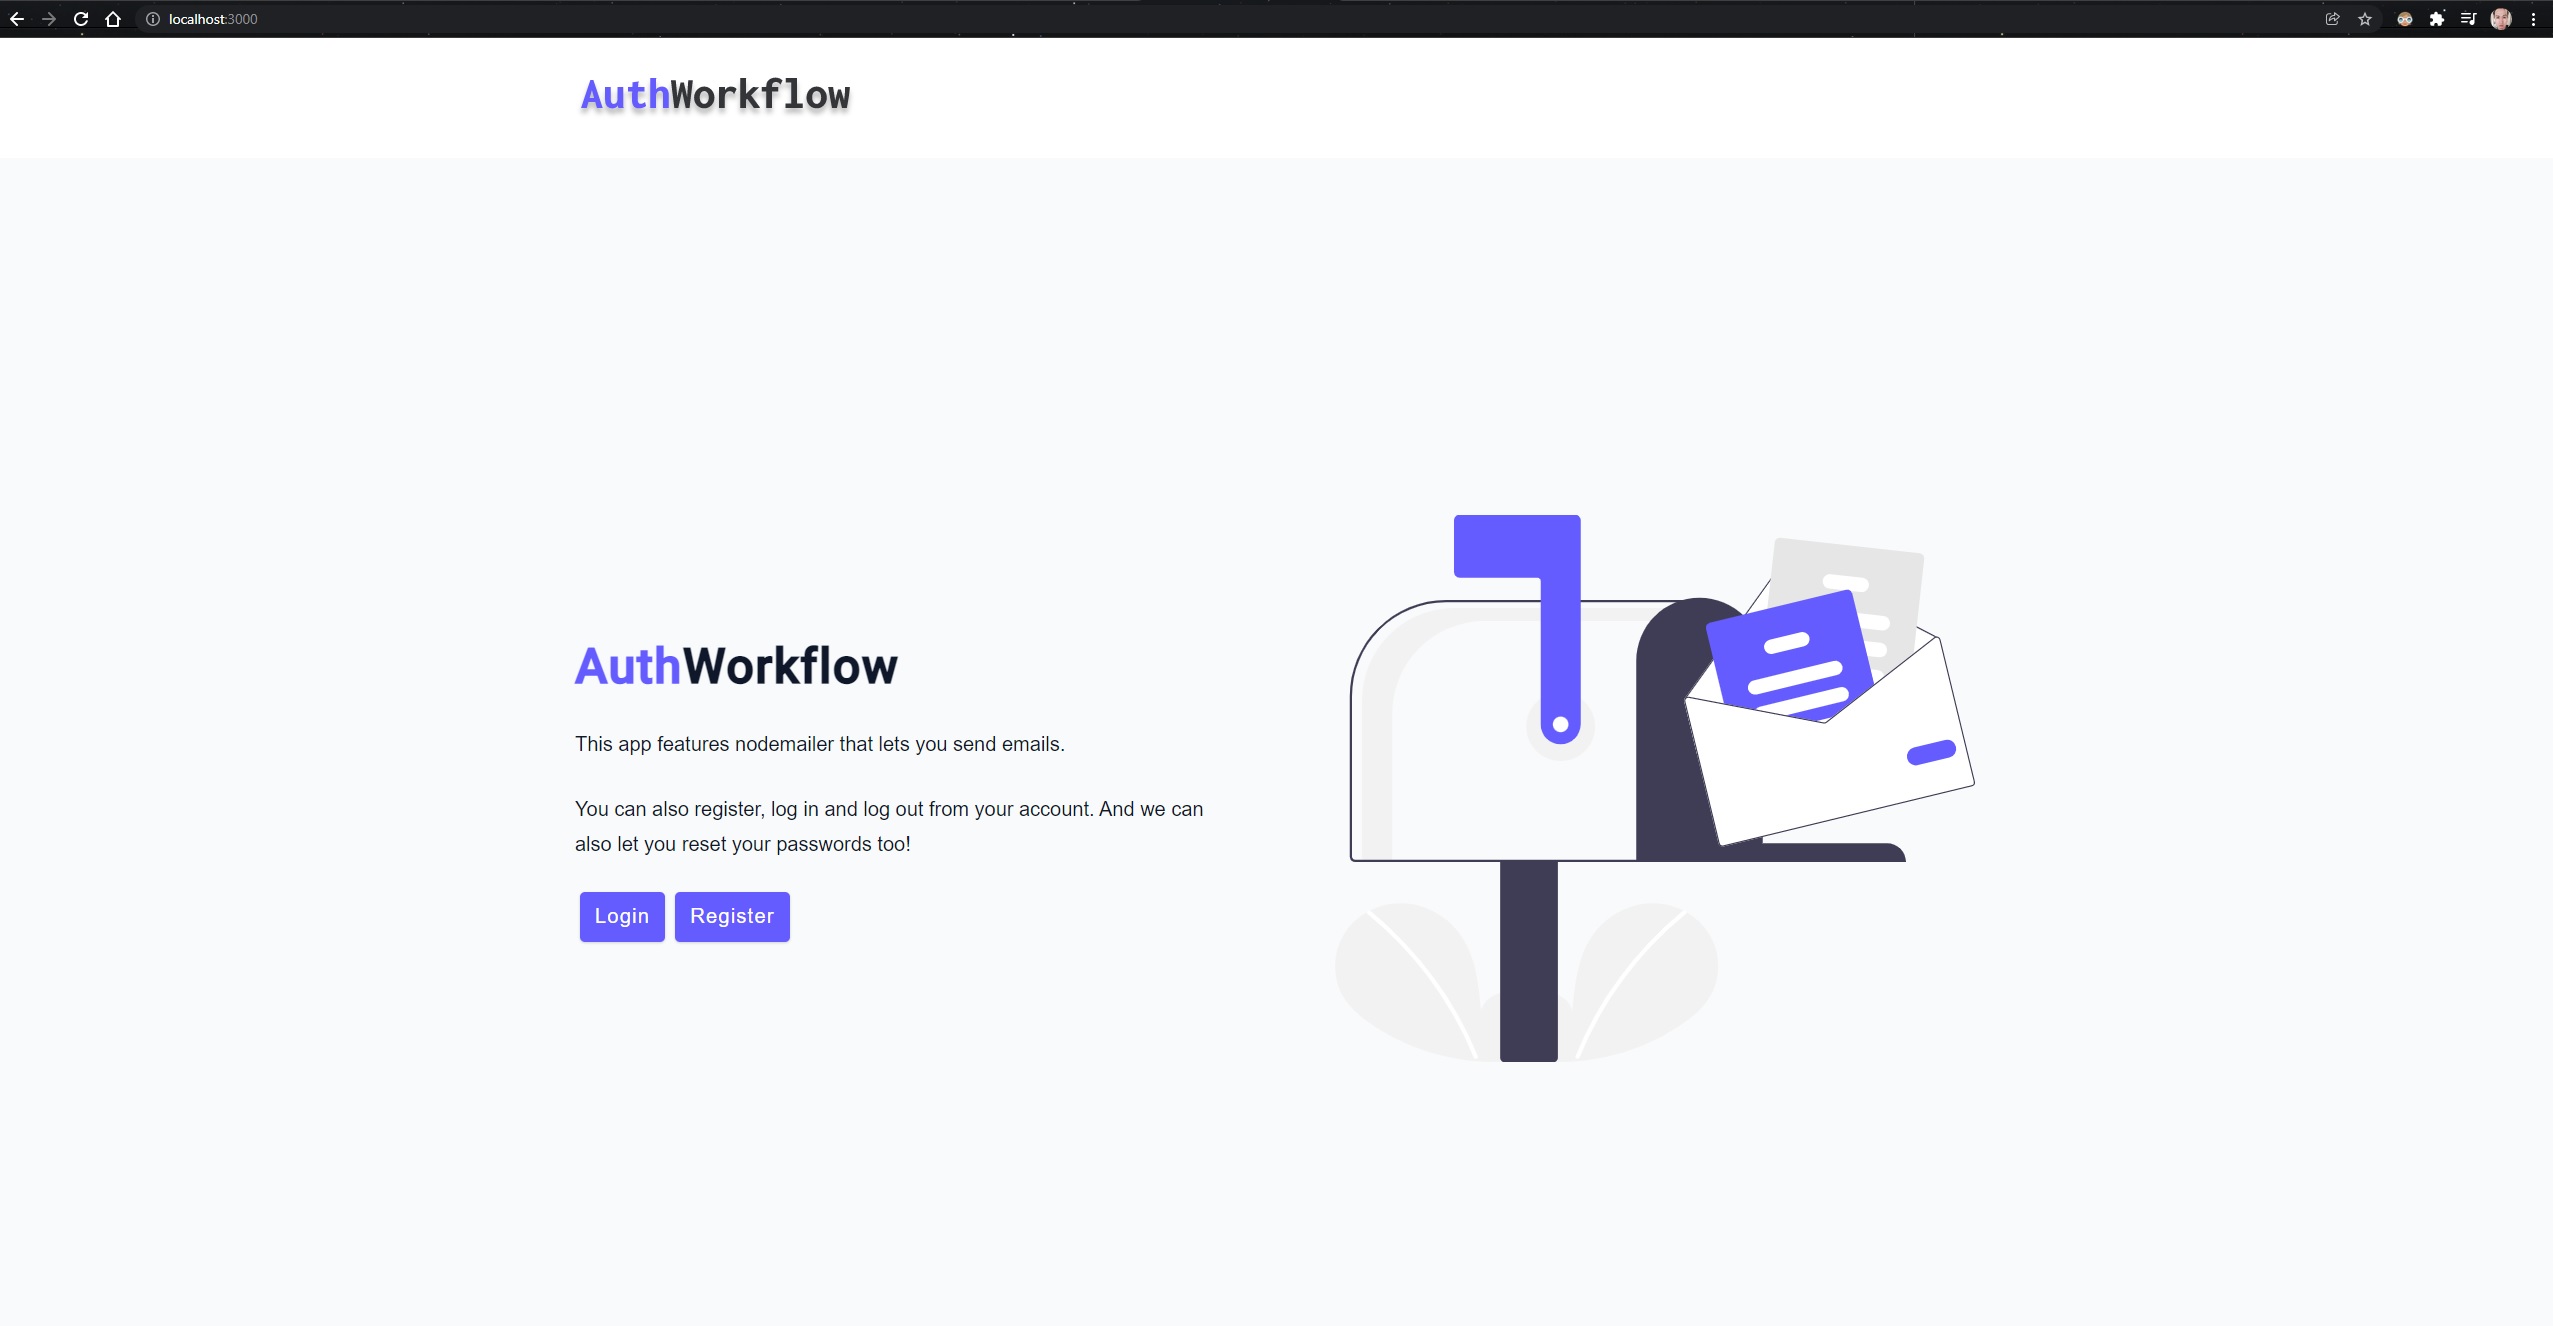 localhost:3000
AuthWorkflow
AuthWorkflow
This app features nodemailer that lets you send emails.
You can also register, log in and log out from your account. And we can
also let you reset your passwords too!
Login Register